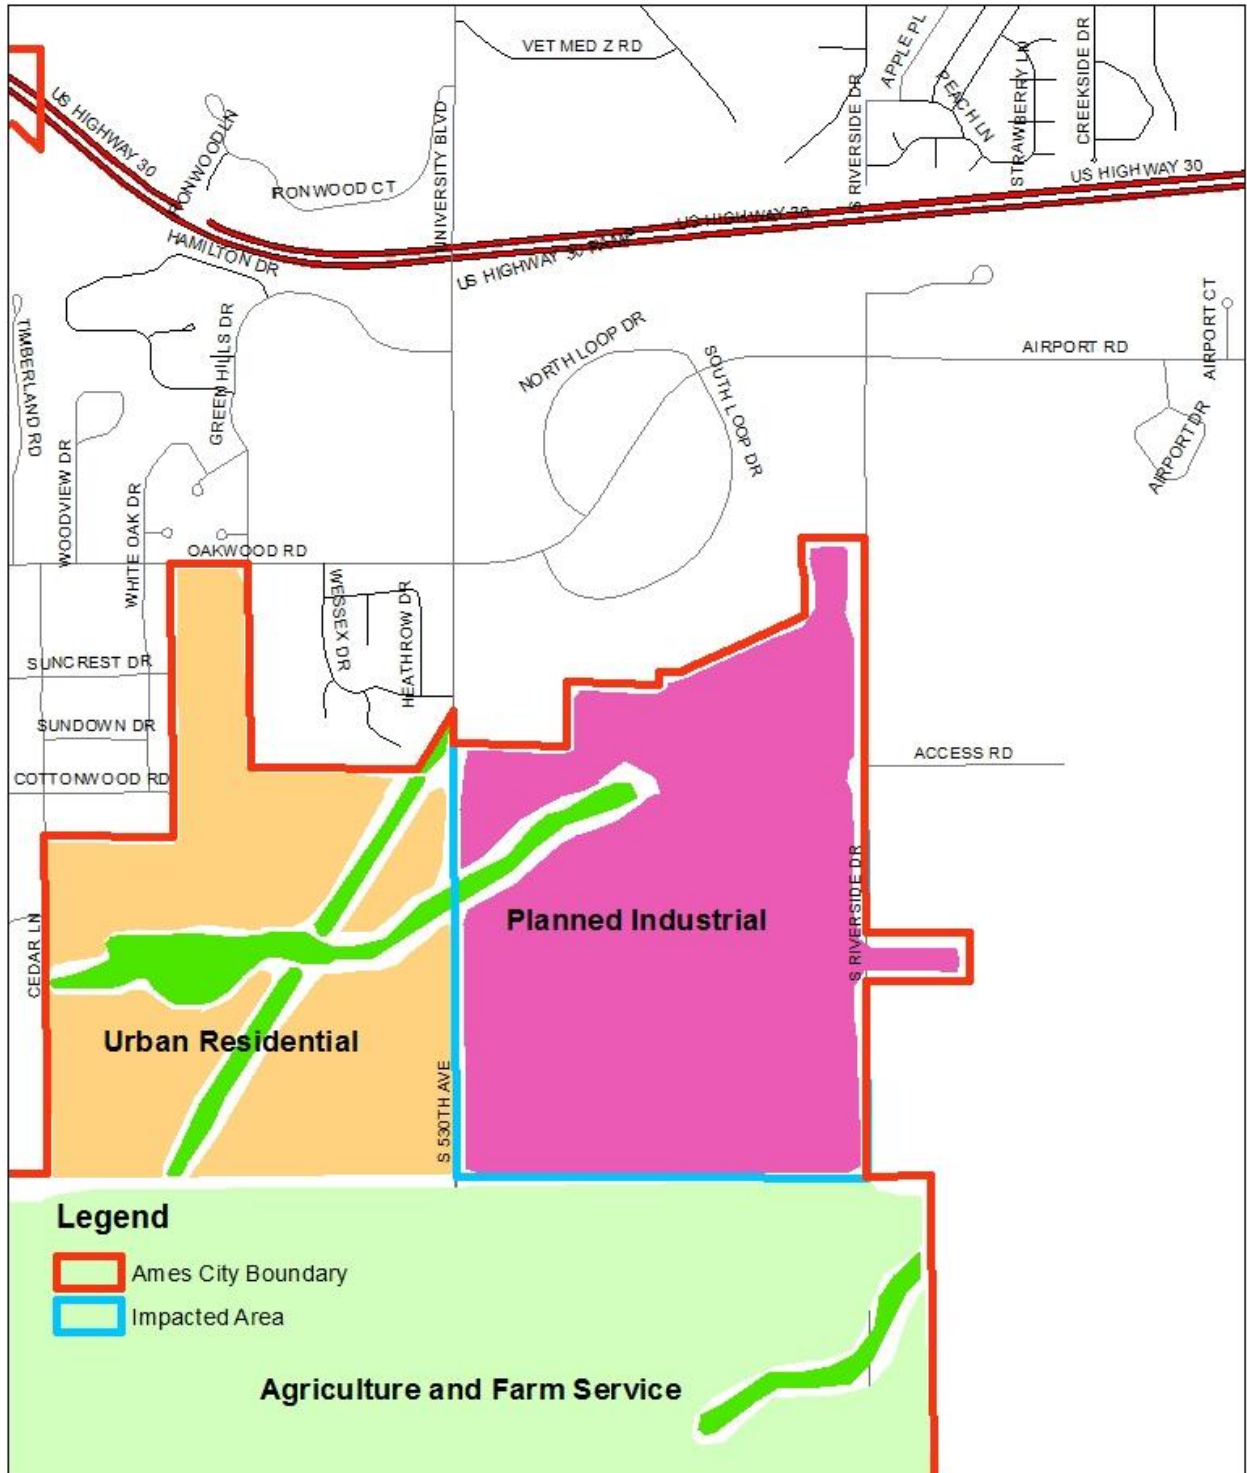 VET MED Z RD
APPLE PL
PEACH LN
STRAWBERRY LN
CREEKSIDE DR
S RIVERSIDE DR
US HIGHWAY 30
IRONWOOD LN
IRONWOOD CT
UNIVERSITY BLVD
US HIGHWAY 30
US HIGHWAY 30
HAMILTON DR
US HIGHWAY 30 RAMP
TIMBERLAND RD
GREEN HILLS DR
NORTH LOOP DR
SOUTH LOOP DR
AIRPORT RD
AIRPORT CT
AIRPORT DR
WOODVIEW DR
WHITE OAK DR
OAKWOOD RD
WESSEX DR
HEATHROW DR
SUNCREST DR
SUNDOWN DR
COTTONWOOD RD
ACCESS RD
CEDAR LN
Planned Industrial
S RIVERSIDE DR
Urban Residential
S 530TH AVE
Legend
Ames City Boundary
Impacted Area
Agriculture and Farm Service